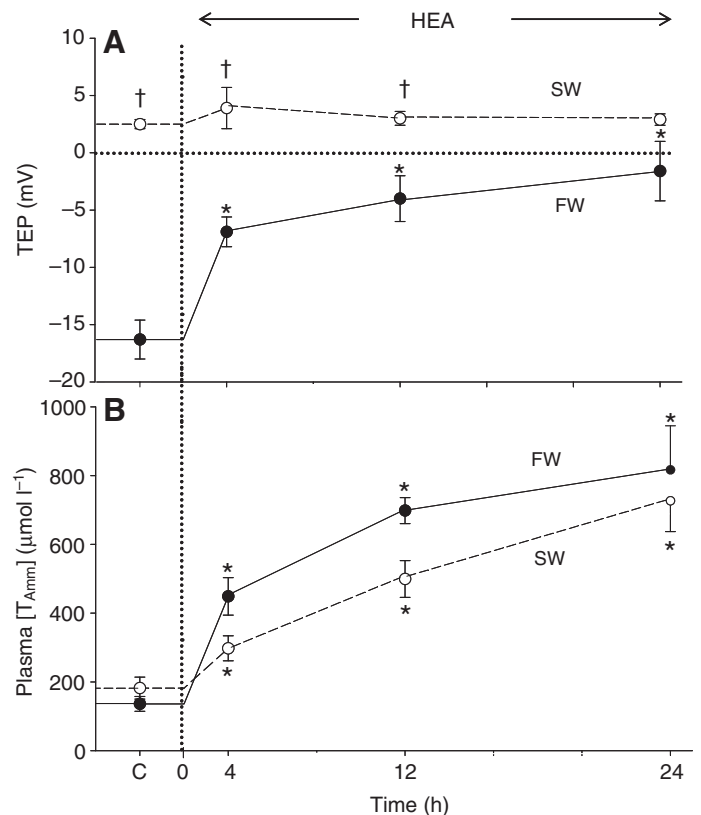 HEA
A
10
5
0
–5
–10
–15
–20
TEP (mV)
†
†
†
SW
*
*
*
FW
B
1000
800
600
400
200
0
Plasma [T_Amm] (μmol l⁻¹)
*
*
*
FW
SW
*
*
*
C 0 4 12 24
Time (h)